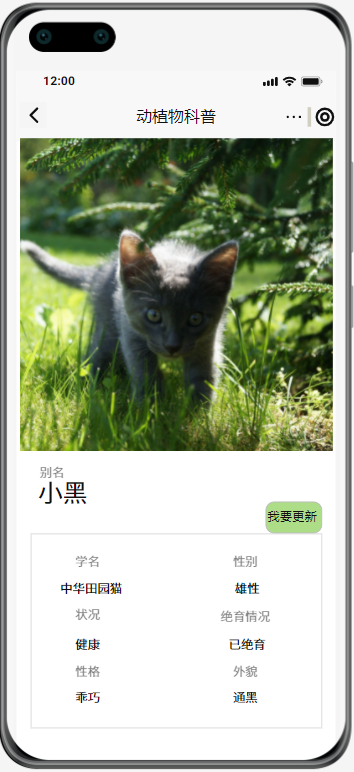 12:00
动植物科普
别名
小黑
我要更新
学名 性别
中华田园猫 雄性
状况 绝育情况
健康 已绝育
性格 外貌
乖巧 通黑